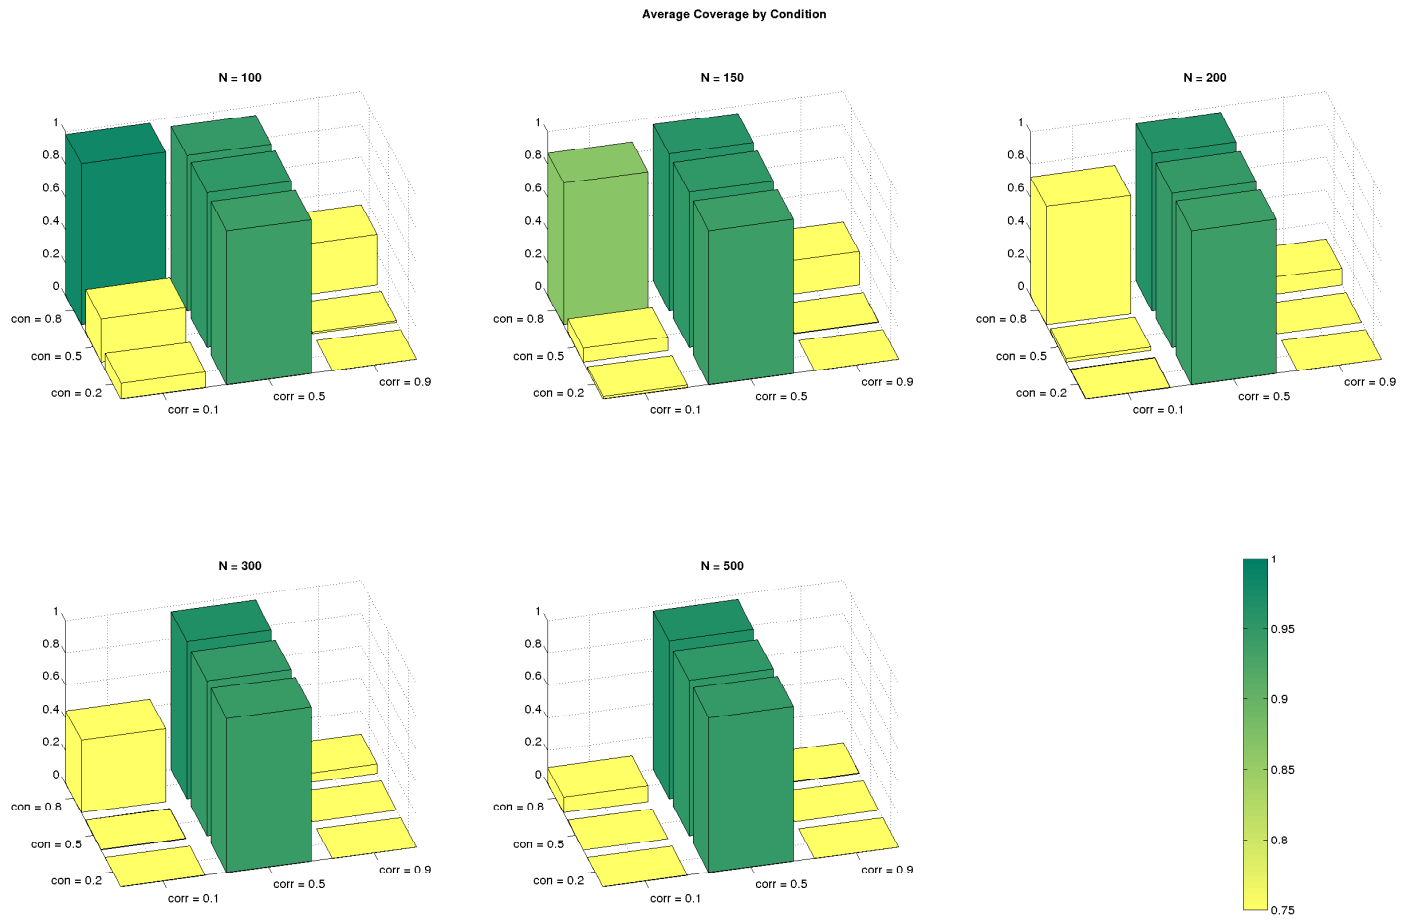 Average Coverage by Condition
N = 100
1
0.8
0.6
0.4
0.2
0
con = 0.8
con = 0.5
con = 0.2
corr = 0.1
corr = 0.5
corr = 0.9
N = 150
1
0.8
0.6
0.4
0.2
0
con = 0.8
con = 0.5
con = 0.2
corr = 0.1
corr = 0.5
corr = 0.9
N = 200
1
0.8
0.6
0.4
0.2
0
con = 0.8
con = 0.5
con = 0.2
corr = 0.1
corr = 0.5
corr = 0.9
N = 300
1
0.8
0.6
0.4
0.2
0
con = 0.8
con = 0.5
con = 0.2
corr = 0.1
corr = 0.5
corr = 0.9
N = 500
1
0.8
0.6
0.4
0.2
0
con = 0.8
con = 0.5
con = 0.2
corr = 0.1
corr = 0.5
corr = 0.9
1
0.95
0.9
0.85
0.8
0.75